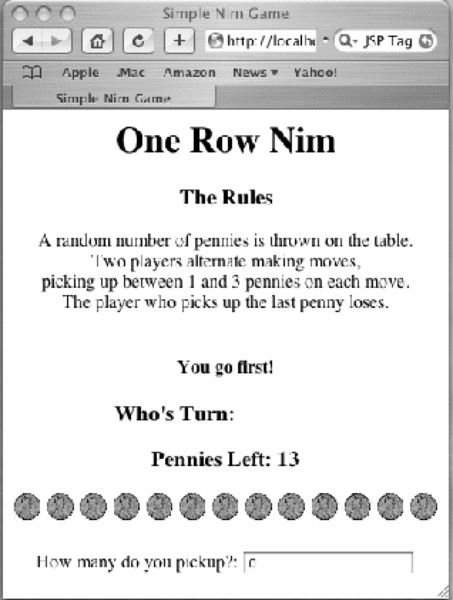 Simple Nim Game
http://localh
JSP Tag
Apple .Mac Amazon News Yahoo!
Simple Nim Game
One Row Nim
The Rules
A random number of pennies is thrown on the table.
Two players alternate making moves,
picking up between 1 and 3 pennies on each move.
The player who picks up the last penny loses.
You go first!
Who's Turn:
Pennies Left: 13
How many do you pickup?: